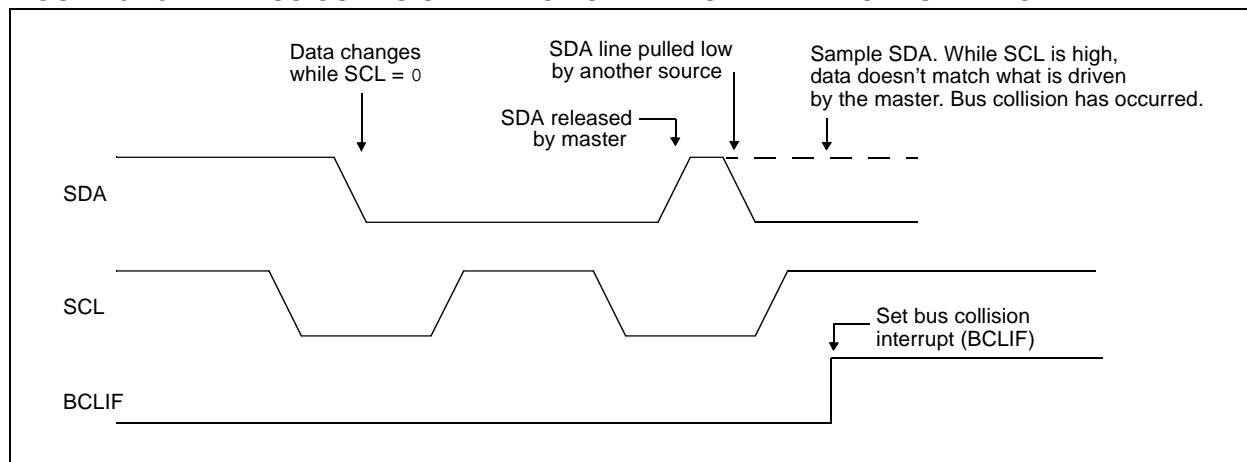 Data changes
while SCL = 0
SDA line pulled low
by another source
Sample SDA. While SCL is high,
data doesn't match what is driven
by the master. Bus collision has occurred.
SDA released
by master
SDA
SCL
Set bus collision
interrupt (BCLIF)
BCLIF